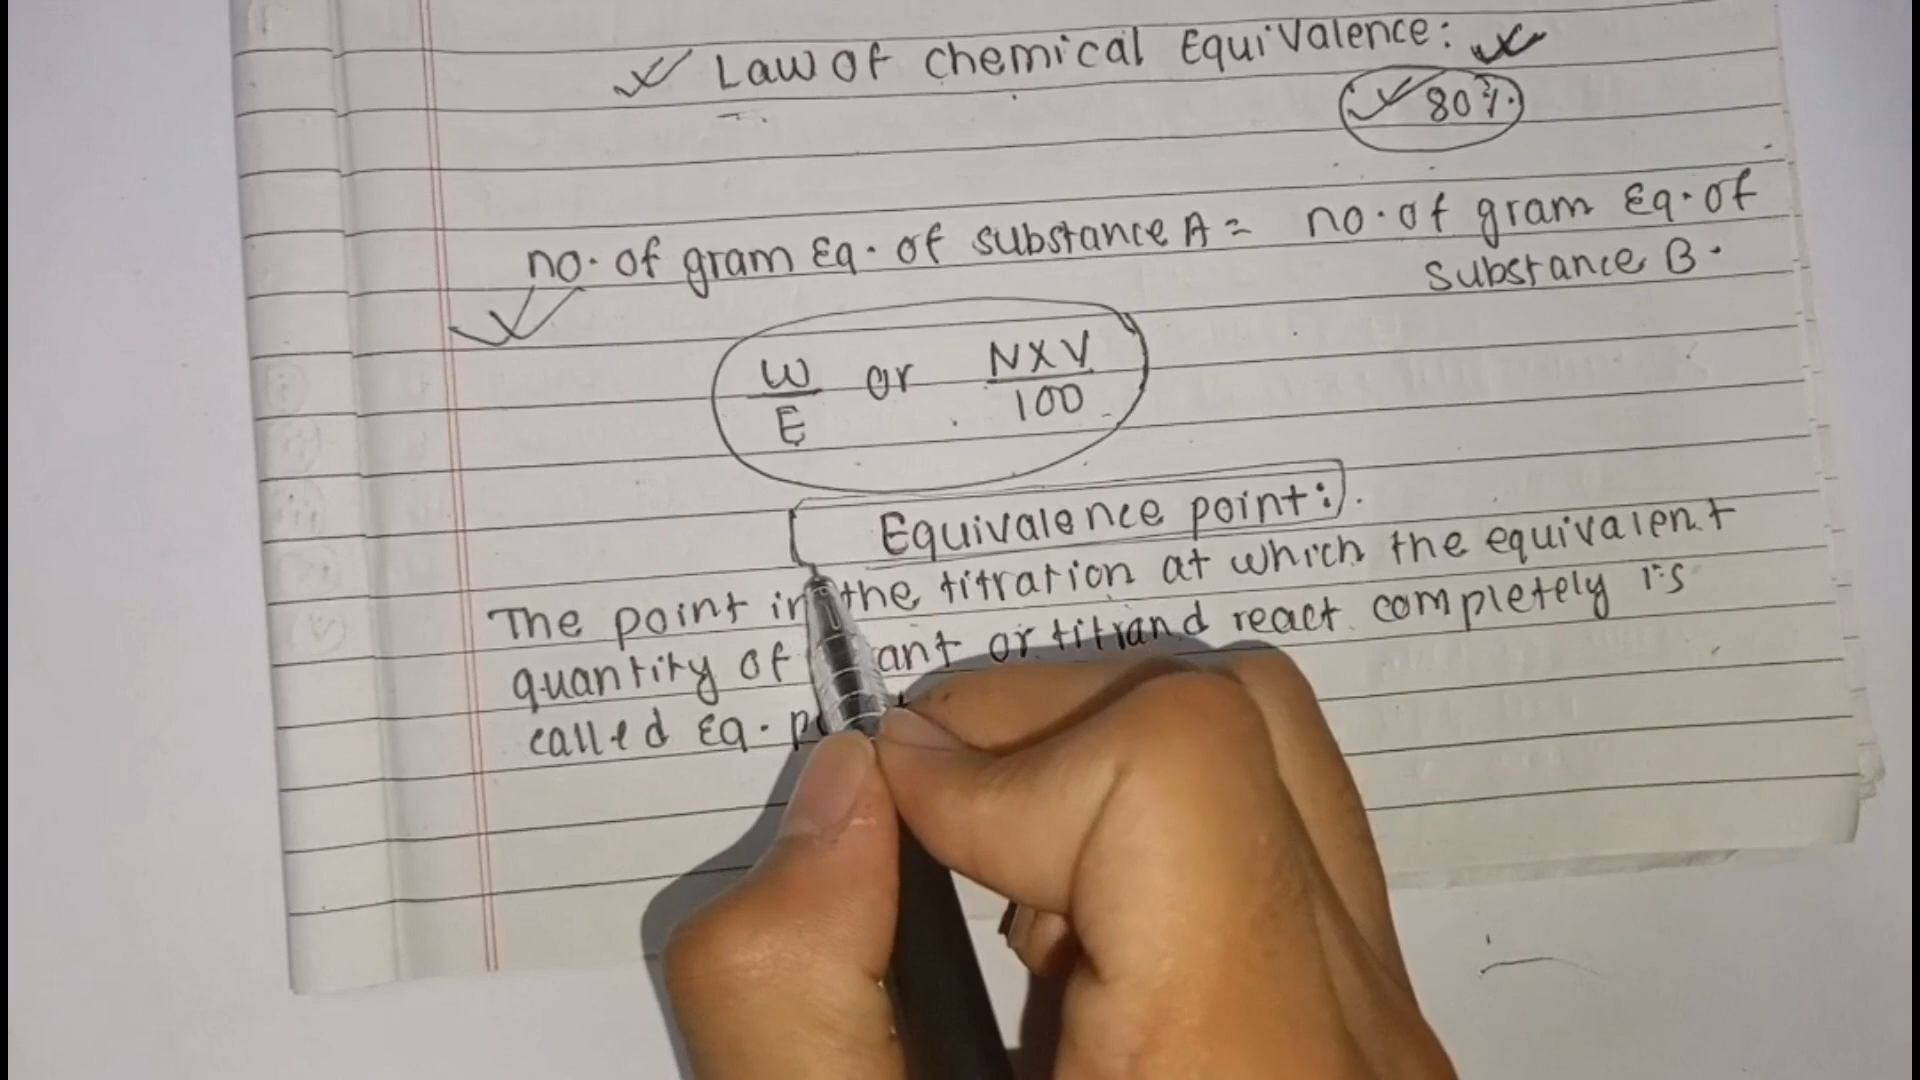 Law of chemical Equivalence:
80%
no. of gram Eq. of substance A = no. of gram Eq. of
substance B.
W/E or N×V/100
Equivalence point:
The point in the titration at which the equivalent
quantity of or titrand react completely is
called Eq.